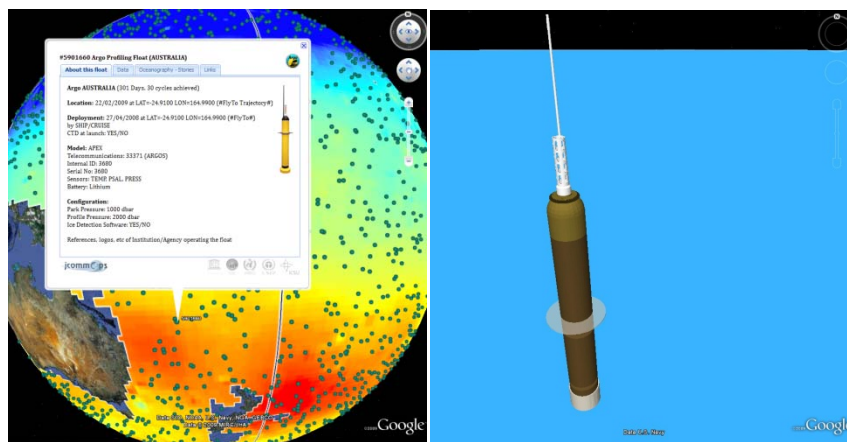 #5901660 Argo Profiling Float (AUSTRALIA)
About this float Data Oceanography - Stories Links
Argo AUSTRALIA (301 Days, 30 cycles achieved)
Location: 22/02/2009 at LAT=-24.9100 LON=164.9900 (#FlyTo Trajectory#)
Deployment: 27/04/2008 at LAT=-24.9100 LON=164.9900 (#FlyTo#)
by SHIP/CRUISE
CTD at launch: YES/NO
Model: APEX
Telecommunications: 33371 (ARGOS)
Internal ID: 3680
Serial No: 3680
Sensors: TEMP, PSAL, PRESS
Battery: Lithium
Configuration:
Park Pressure: 1000 dbar
Profile Pressure: 2000 dbar
Ice Detection Software: YES/NO
References, logos, etc of Institution/Agency operating the float
jcommops
Google
Data U.S. Navy
Google